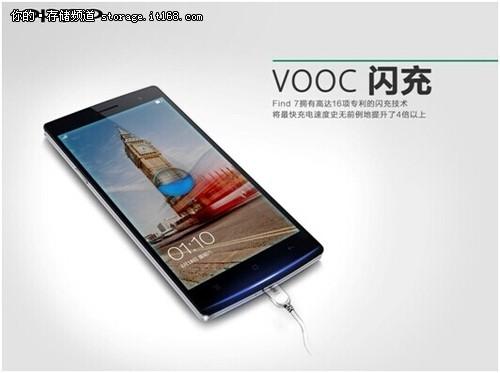 你的·存储频道 storage.it168.com
VOOC 闪充
Find 7拥有高达16项专利的闪充技术
将最快充电速度史无前例地提升了4倍以上
01:10